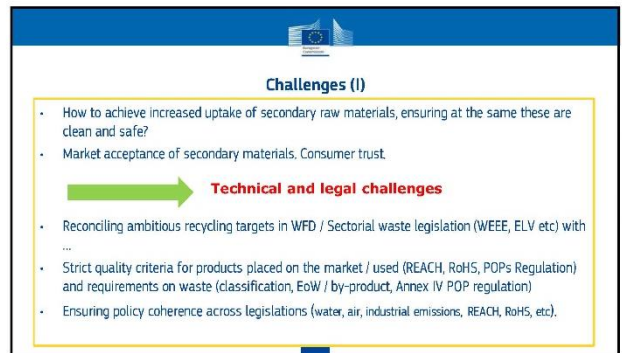 European
Commission
Challenges (I)
• How to achieve increased uptake of secondary raw materials, ensuring at the same these are
clean and safe?
• Market acceptance of secondary materials. Consumer trust.
Technical and legal challenges
• Reconciling ambitious recycling targets in WFD / Sectorial waste legislation (WEEE, ELV etc) with
...
• Strict quality criteria for products placed on the market / used (REACH, RoHS, POPs Regulation)
and requirements on waste (classification, EoW / by-product, Annex IV POP regulation)
• Ensuring policy coherence across legislations (water, air, industrial emissions, REACH, RoHS, etc).